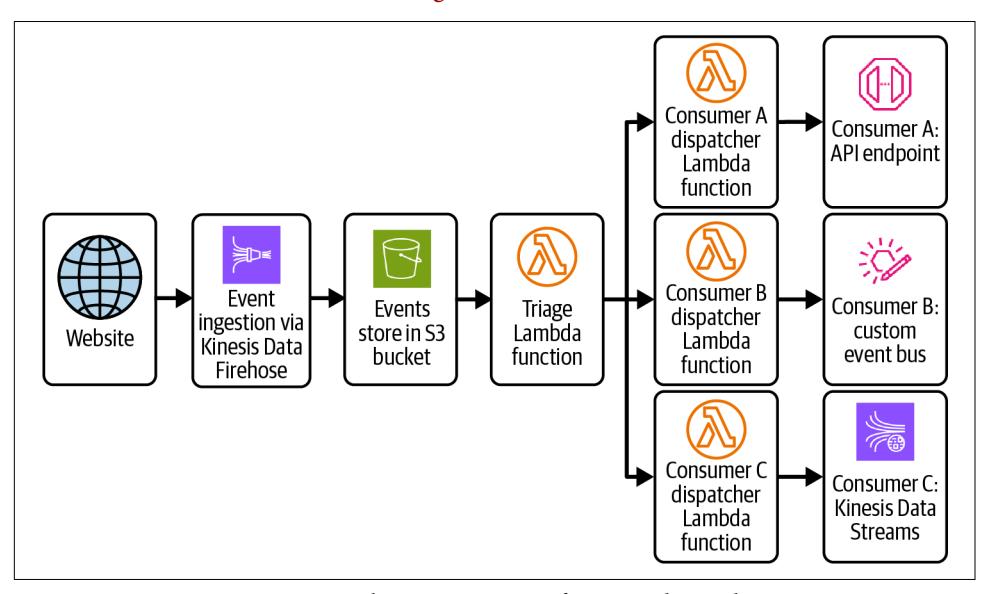 Website
Event
ingestion via
Kinesis Data
Firehose
Events
store in S3
bucket
Triage
Lambda
function
Consumer A
dispatcher
Lambda
function
Consumer A:
API endpoint
Consumer B
dispatcher
Lambda
function
Consumer B:
custom
event bus
Consumer C
dispatcher
Lambda
function
Consumer C:
Kinesis Data
Streams